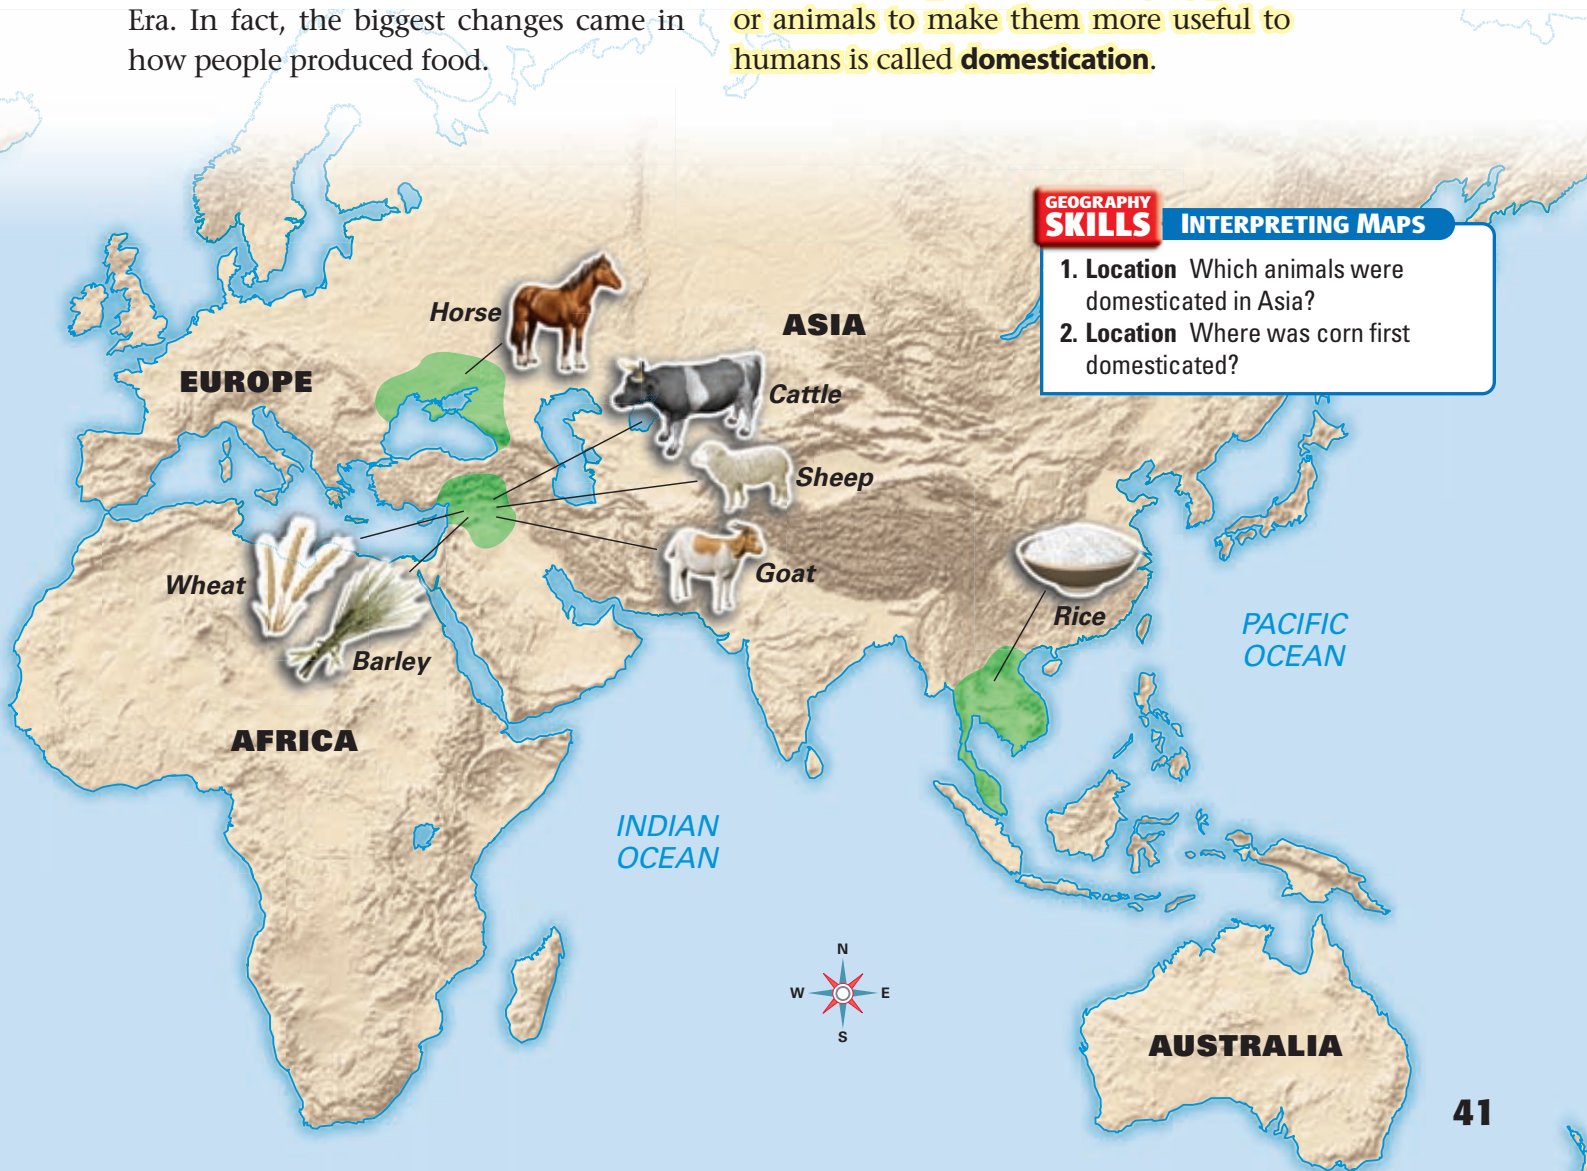 Era. In fact, the biggest changes came in
how people produced food.
or animals to make them more useful to
humans is called domestication.
GEOGRAPHY
SKILLS
INTERPRETING MAPS
1. Location Which animals were
domesticated in Asia?
2. Location Where was corn first
domesticated?
Horse
ASIA
EUROPE
Cattle
Sheep
Goat
Wheat
Barley
Rice
PACIFIC
OCEAN
AFRICA
INDIAN
OCEAN
N
W
E
S
AUSTRALIA
41